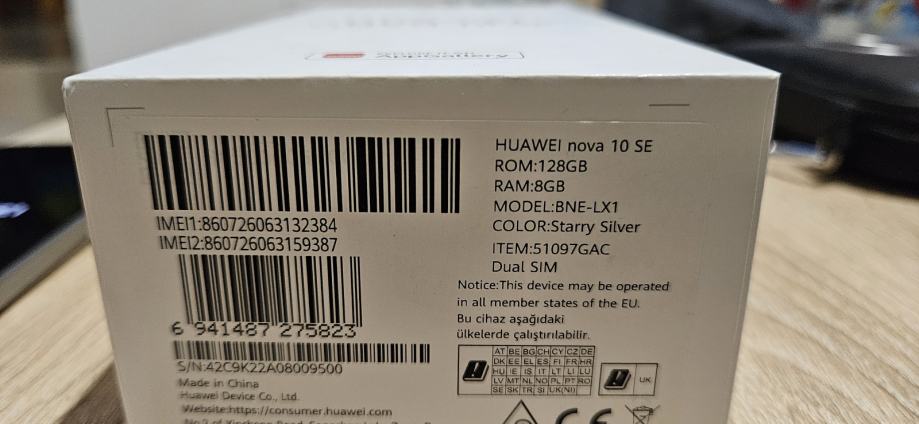 AppGallery
HUAWEI nova 10 SE
ROM:128GB
RAM:8GB
MODEL:BNE-LX1
COLOR:Starry Silver
ITEM:51097GAC
Dual SIM
IMEI1:860726063132384
IMEI2:860726063159387
6 941487 275823
S/N:42C9K22A08009500
Made in China
Huawei Device Co., Ltd.
Website:https://consumer.huawei.com
Notice:This device may be operated
in all member states of the EU.
Bu cihaz aşağıdaki
ülkelerde çalıştırılabilir.
AT BE BG CH CY CZ DE
DK EE EL ES FI FR HR
HU IE IS IT LT LI LU
LV MT NL NO PL PT RO
SE SK TR SI UK(NI)
UK
CE